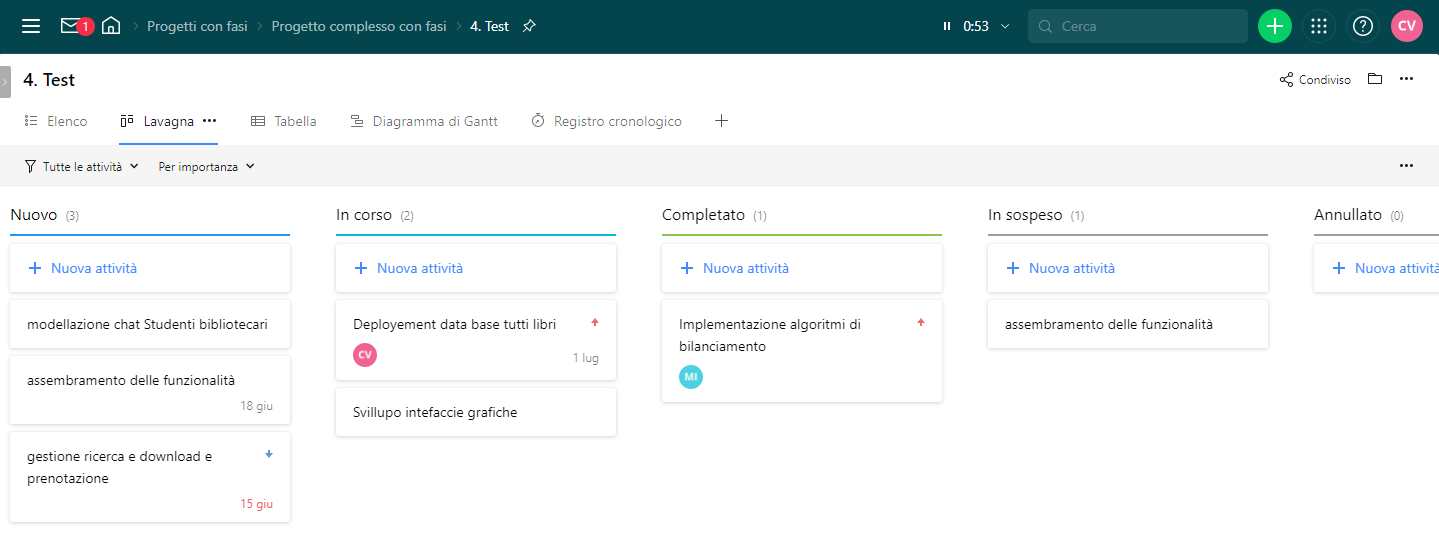 1
Progetti con fasi
Progetto complesso con fasi
4. Test
0:53
Cerca
CV
4. Test
Condiviso
Elenco
Lavagna
Tabella
Diagramma di Gantt
Registro cronologico
Tutte le attività
Per importanza
Nuovo (3)
Nuova attività
modellazione chat Studenti bibliotecari
assembramento delle funzionalità
18 giu
gestione ricerca e download e
prenotazione
15 giu
In corso (2)
Nuova attività
Deployement data base tutti libri
CV
1 lug
Svillupo intefaccie grafiche
Completato (1)
Nuova attività
Implementazione algoritmi di
bilanciamento
MI
In sospeso (1)
Nuova attività
assembramento delle funzionalità
Annullato (0)
Nuova attività